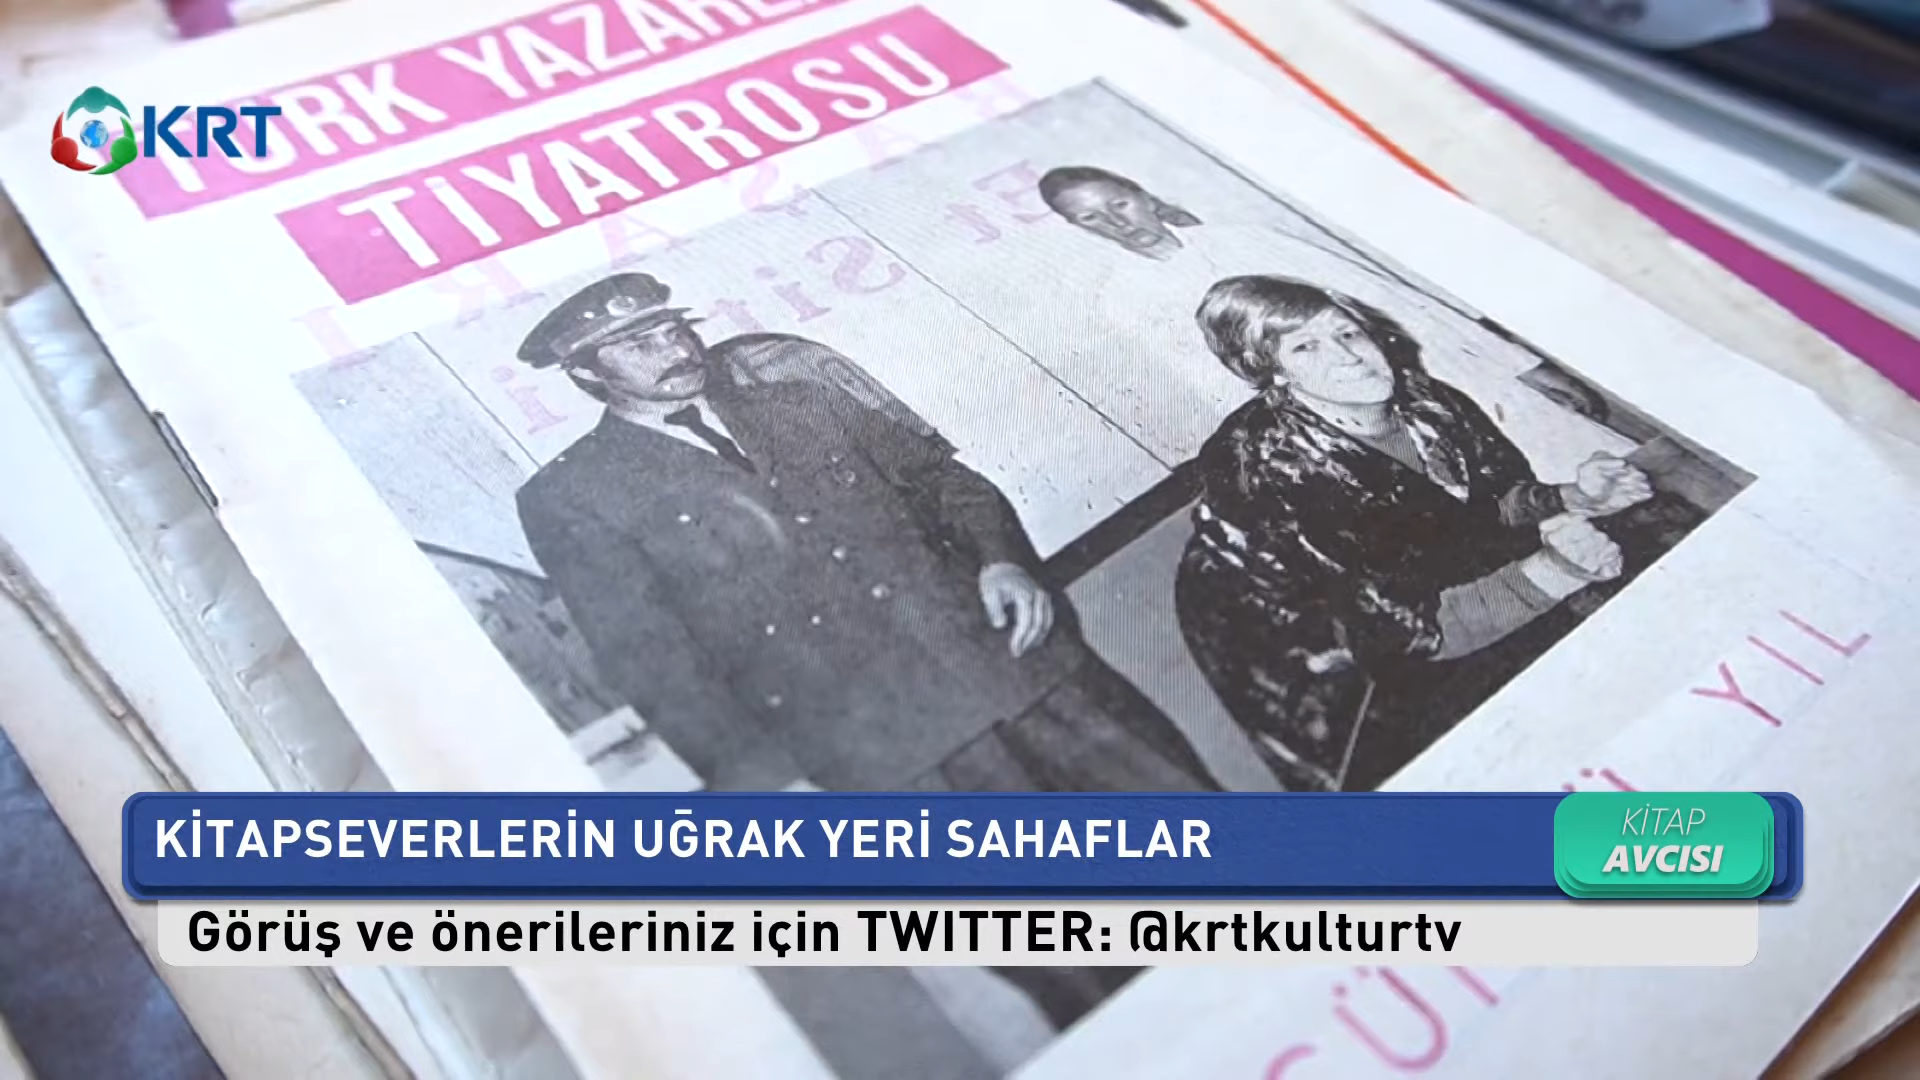 TÜRK YAZARL
TİYATROSU
KRT
YIL
KİTAPSEVERLERİN UĞRAK YERİ SAHAFLAR
KİTAP
AVCISI
Görüş ve önerileriniz için TWITTER: @krtkulturtv